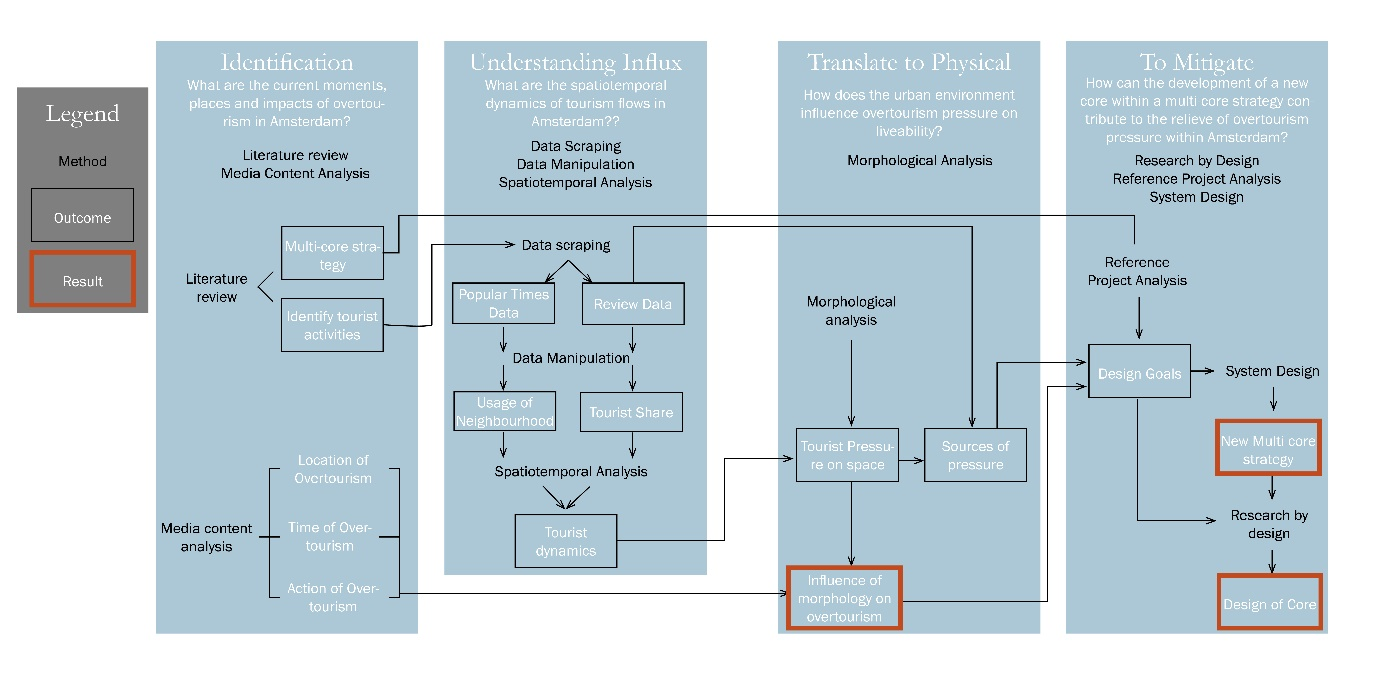 Legend
Method
Outcome
Result
Identification
What are the current moments,
places and impacts of overtou-
rism in Amsterdam?
Literature review
Media Content Analysis
Literature
review
Multi-core stra-
tegy
Identify tourist
activities
Media content
analysis
Location of
Overtourism
Time of Over-
tourism
Action of Over-
tourism
Understanding Influx
What are the spatiotemporal
dynamics of tourism flows in
Amsterdam??
Data Scraping
Data Manipulation
Spatiotemporal Analysis
Data scraping
Popular Times
Data
Review Data
Data Manipulation
Usage of
Neighbourhood
Tourist Share
Spatiotemporal Analysis
Tourist
dynamics
Translate to Physical
How does the urban environment
influence overtourism pressure on
liveability?
Morphological Analysis
Morphological
analysis
Tourist Pressu-
re on space
Sources of
pressure
Influence of
morphology on
overtourism
To Mitigate
How can the development of a new
core within a multi core strategy con
tribute to the relieve of overtourism
pressure within Amsterdam?
Research by Design
Reference Project Analysis
System Design
Reference
Project Analysis
Design Goals
System Design
New Multi core
strategy
Research by
design
Design of Core